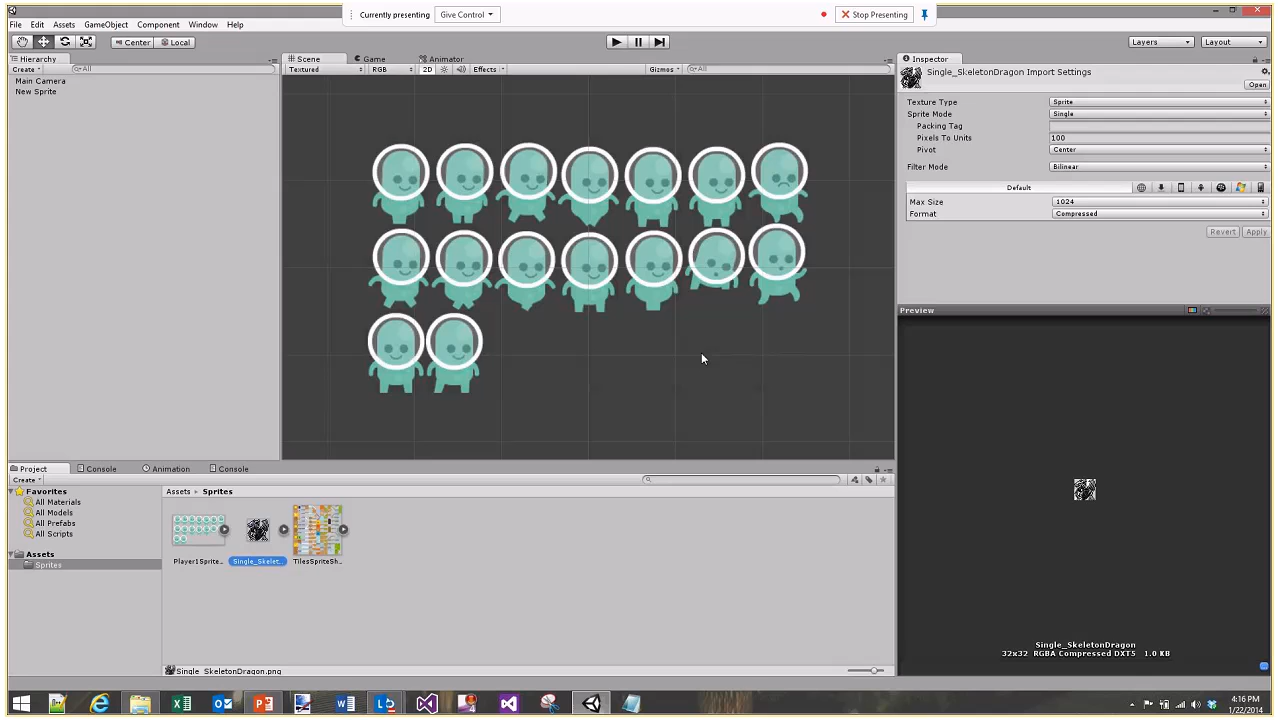 Currently presenting
Give Control
Stop Presenting
File Edit Assets GameObject Component Window Help
Center Local
Layers Layout
Hierarchy
Create All
Main Camera
New Sprite
Scene Game Animator
Textured RGB 2D Effects Gizmos All
Inspector
Single_SkeletonDragon Import Settings
Open
Texture Type Sprite
Sprite Mode Single
Packing Tag
Pixels To Units 100
Pivot Center
Filter Mode Bilinear
Default
Max Size 1024
Format Compressed
Revert Apply
Preview
Single_SkeletonDragon
32x32 RGBA Compressed DXT5 1.0 KB
Project Console Animation Console
Create
Favorites
All Materials
All Models
All Prefabs
All Scripts
Assets
Sprites
Assets ▸ Sprites
Player1Sprite...
Single_Skelet...
TilesSpriteSh...
Single_SkeletonDragon.png
4:16 PM
1/22/2014